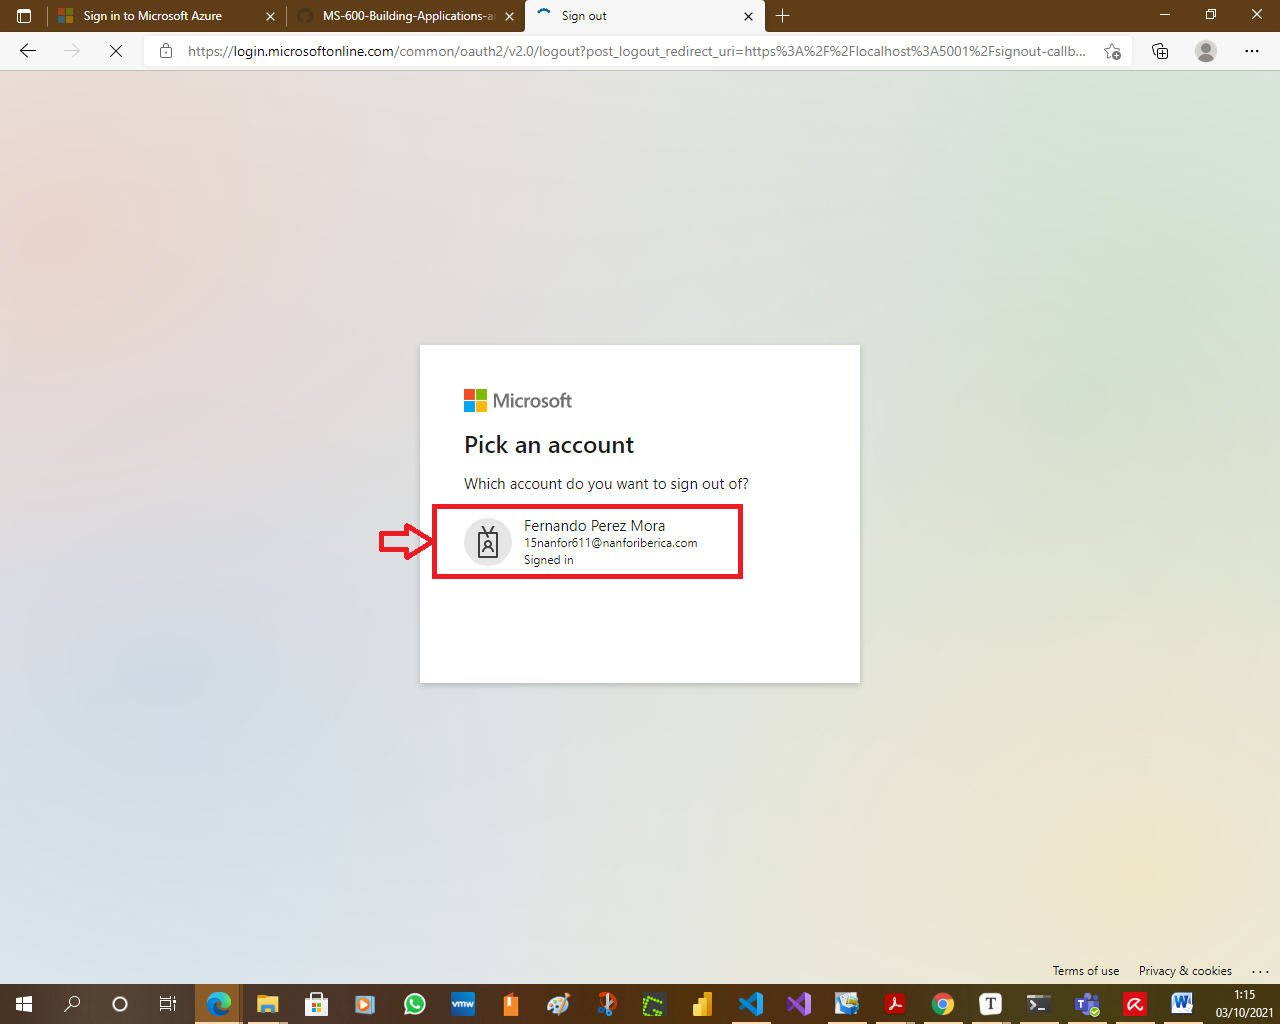 Sign in to Microsoft Azure
MS-600-Building-Applications-a
Sign out
https://login.microsoftonline.com/common/oauth2/v2.0/logout?post_logout_redirect_uri=https%3A%2F%2Flocalhost%3A5001%2Fsignout-callb...
Microsoft
Pick an account
Which account do you want to sign out of?
Fernando Perez Mora
15nanfor611@nanforiberica.com
Signed in
Terms of use
Privacy & cookies
...
vmw
T
W
1:15
03/10/2021